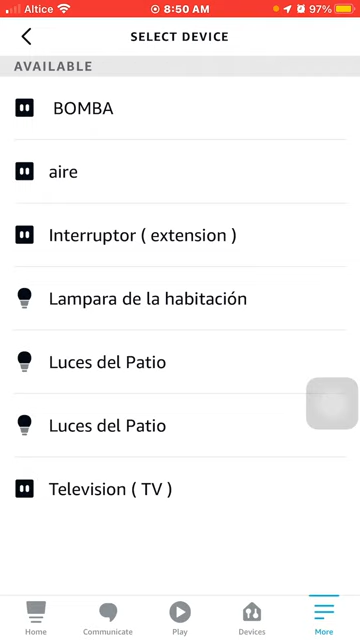 Altice 8:50 AM 97%
SELECT DEVICE
AVAILABLE
BOMBA
aire
Interruptor ( extension )
Lampara de la habitación
Luces del Patio
Luces del Patio
Television ( TV )
Home Communicate Play Devices More